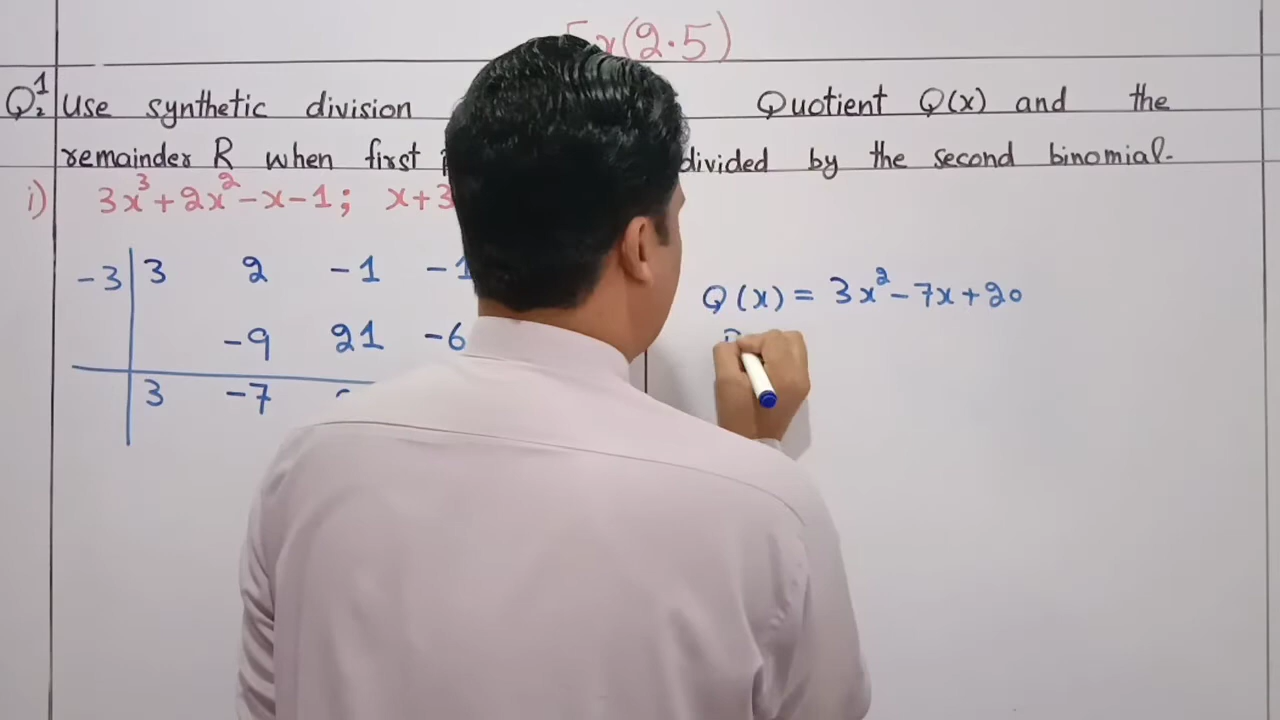 Ex(2.5)
Q1/2 Use synthetic division Quotient Q(x) and the
remainder R when first divided by the second binomial.
i) 3x³+2x²-x-1; x+3
-3 3 2 -1 -1
-9 21 -6
3 -7
Q(x) = 3x²-7x+20